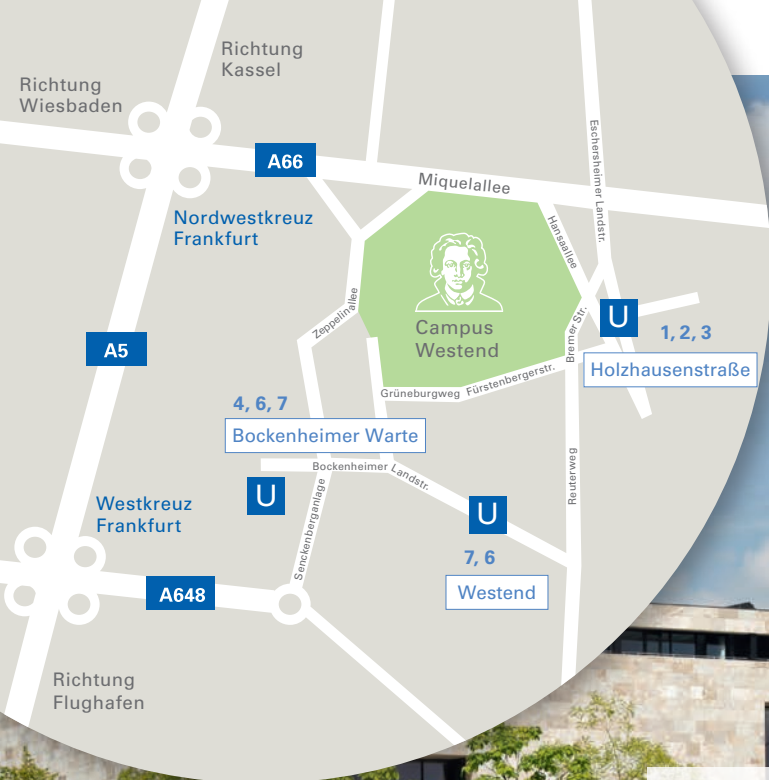 Richtung
Kassel
Richtung
Wiesbaden
A66
Miquelallee
Eschersheimer Landstr.
Nordwestkreuz
Frankfurt
Hansaallee
Zeppelinallee
Campus
Westend
Bremer Str.
U
1, 2, 3
Holzhausenstraße
A5
Grüneburgweg
Fürstenbergerstr.
4, 6, 7
Bockenheimer Warte
Bockenheimer Landstr.
U
Reuterweg
Senckenberganlage
Westkreuz
Frankfurt
U
7, 6
Westend
A648
Richtung
Flughafen